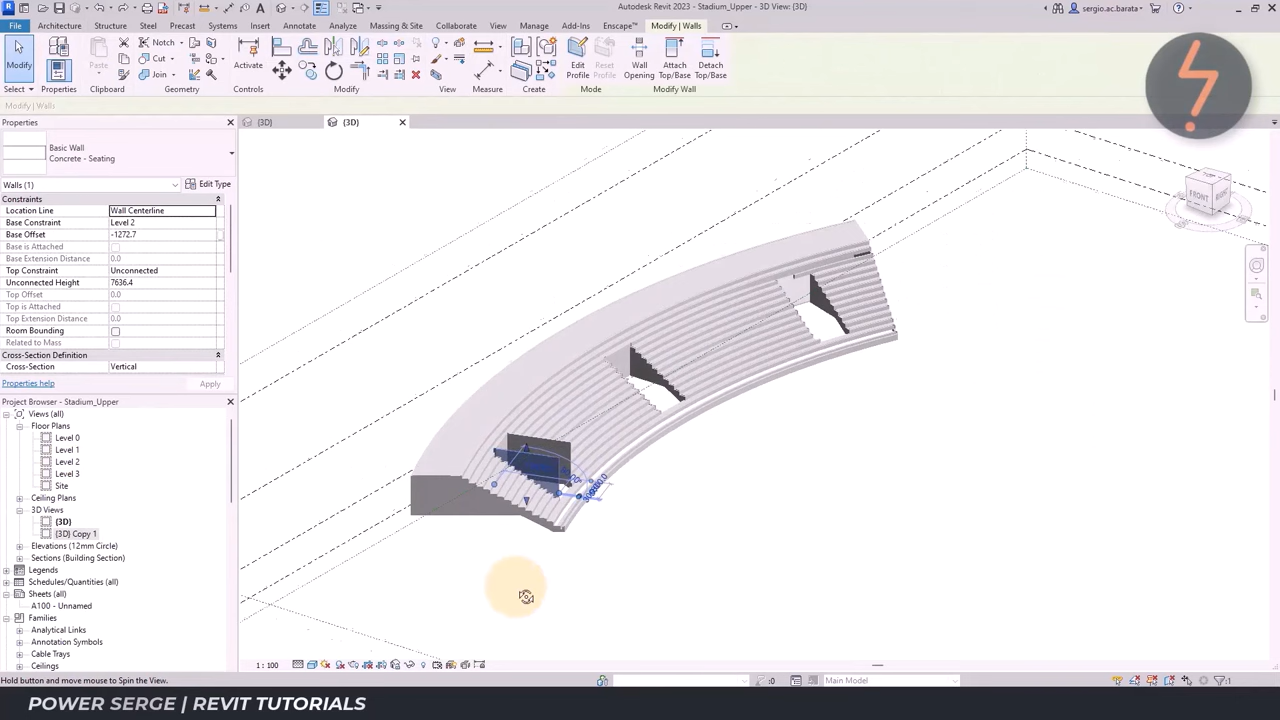 Autodesk Revit 2023 - Stadium_Upper - 3D View: {3D}
sergio.ac.barata
File Architecture Structure Steel Precast Systems Insert Annotate Analyze Massing & Site Collaborate View Manage Add-Ins Enscape™ Modify | Walls
Modify
Paste
Notch
Cut
Join
Activate
Edit Profile
Reset Profile
Wall Opening
Attach Top/Base
Detach Top/Base
Select Properties Clipboard Geometry Controls Modify View Measure Create Mode Modify Wall
Modify | Walls
Properties
{3D}
{3D}
Basic Wall
Concrete - Seating
Walls (1)
Edit Type
Constraints
Location Line Wall Centerline
Base Constraint Level 2
Base Offset -1272.7
Base is Attached
Base Extension Distance 0.0
Top Constraint Unconnected
Unconnected Height 7636.4
Top Offset 0.0
Top is Attached
Top Extension Distance 0.0
Room Bounding
Related to Mass
Cross-Section Definition
Cross-Section Vertical
Properties help
Apply
Project Browser - Stadium_Upper
Views (all)
Floor Plans
Level 0
Level 1
Level 2
Level 3
Site
Ceiling Plans
3D Views
{3D}
{3D} Copy 1
Elevations (12mm Circle)
Sections (Building Section)
Legends
Schedules/Quantities (all)
Sheets (all)
A100 - Unnamed
Families
Analytical Links
Annotation Symbols
Cable Trays
Ceilings
FRONT
RIGHT
1 : 100
Hold button and move mouse to Spin the View.
:0
Main Model
:1
POWER SERGE | REVIT TUTORIALS